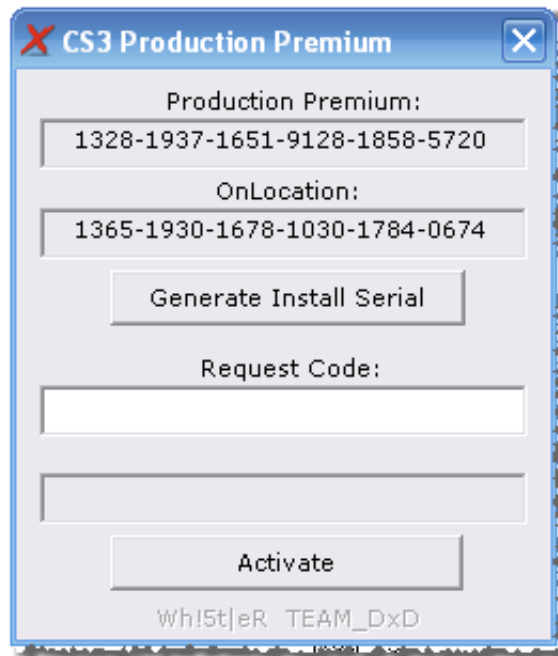 CS3 Production Premium
Production Premium:
1328-1937-1651-9128-1858-5720
OnLocation:
1365-1930-1678-1030-1784-0674
Generate Install Serial
Request Code:
Activate
Wh!5t|eR TEAM_DxD